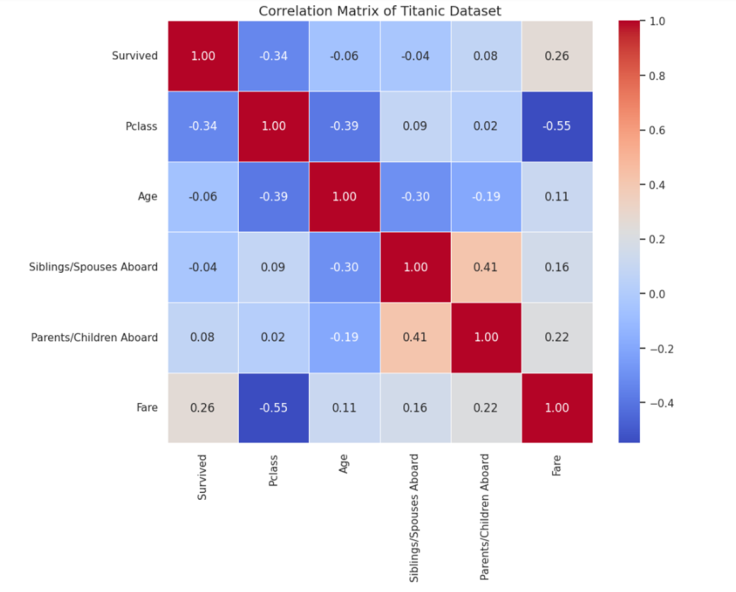 Correlation Matrix of Titanic Dataset
Survived 1.00 -0.34 -0.06 -0.04 0.08 0.26
Pclass -0.34 1.00 -0.39 0.09 0.02 -0.55
Age -0.06 -0.39 1.00 -0.30 -0.19 0.11
Siblings/Spouses Aboard -0.04 0.09 -0.30 1.00 0.41 0.16
Parents/Children Aboard 0.08 0.02 -0.19 0.41 1.00 0.22
Fare 0.26 -0.55 0.11 0.16 0.22 1.00
Survived
Pclass
Age
Siblings/Spouses Aboard
Parents/Children Aboard
Fare
1.0
0.8
0.6
0.4
0.2
0.0
−0.2
−0.4